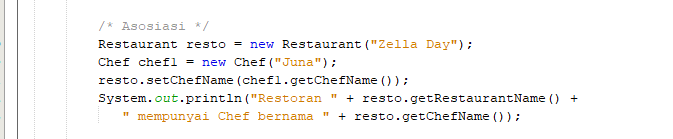 /* Asosiasi */
Restaurant resto = new Restaurant("Zella Day");
Chef chef1 = new Chef("Juna");
resto.setChefName(chef1.getChefName());
System.out.println("Restoran " + resto.getRestaurantName() +
" mempunyai Chef bernama " + resto.getChefName());